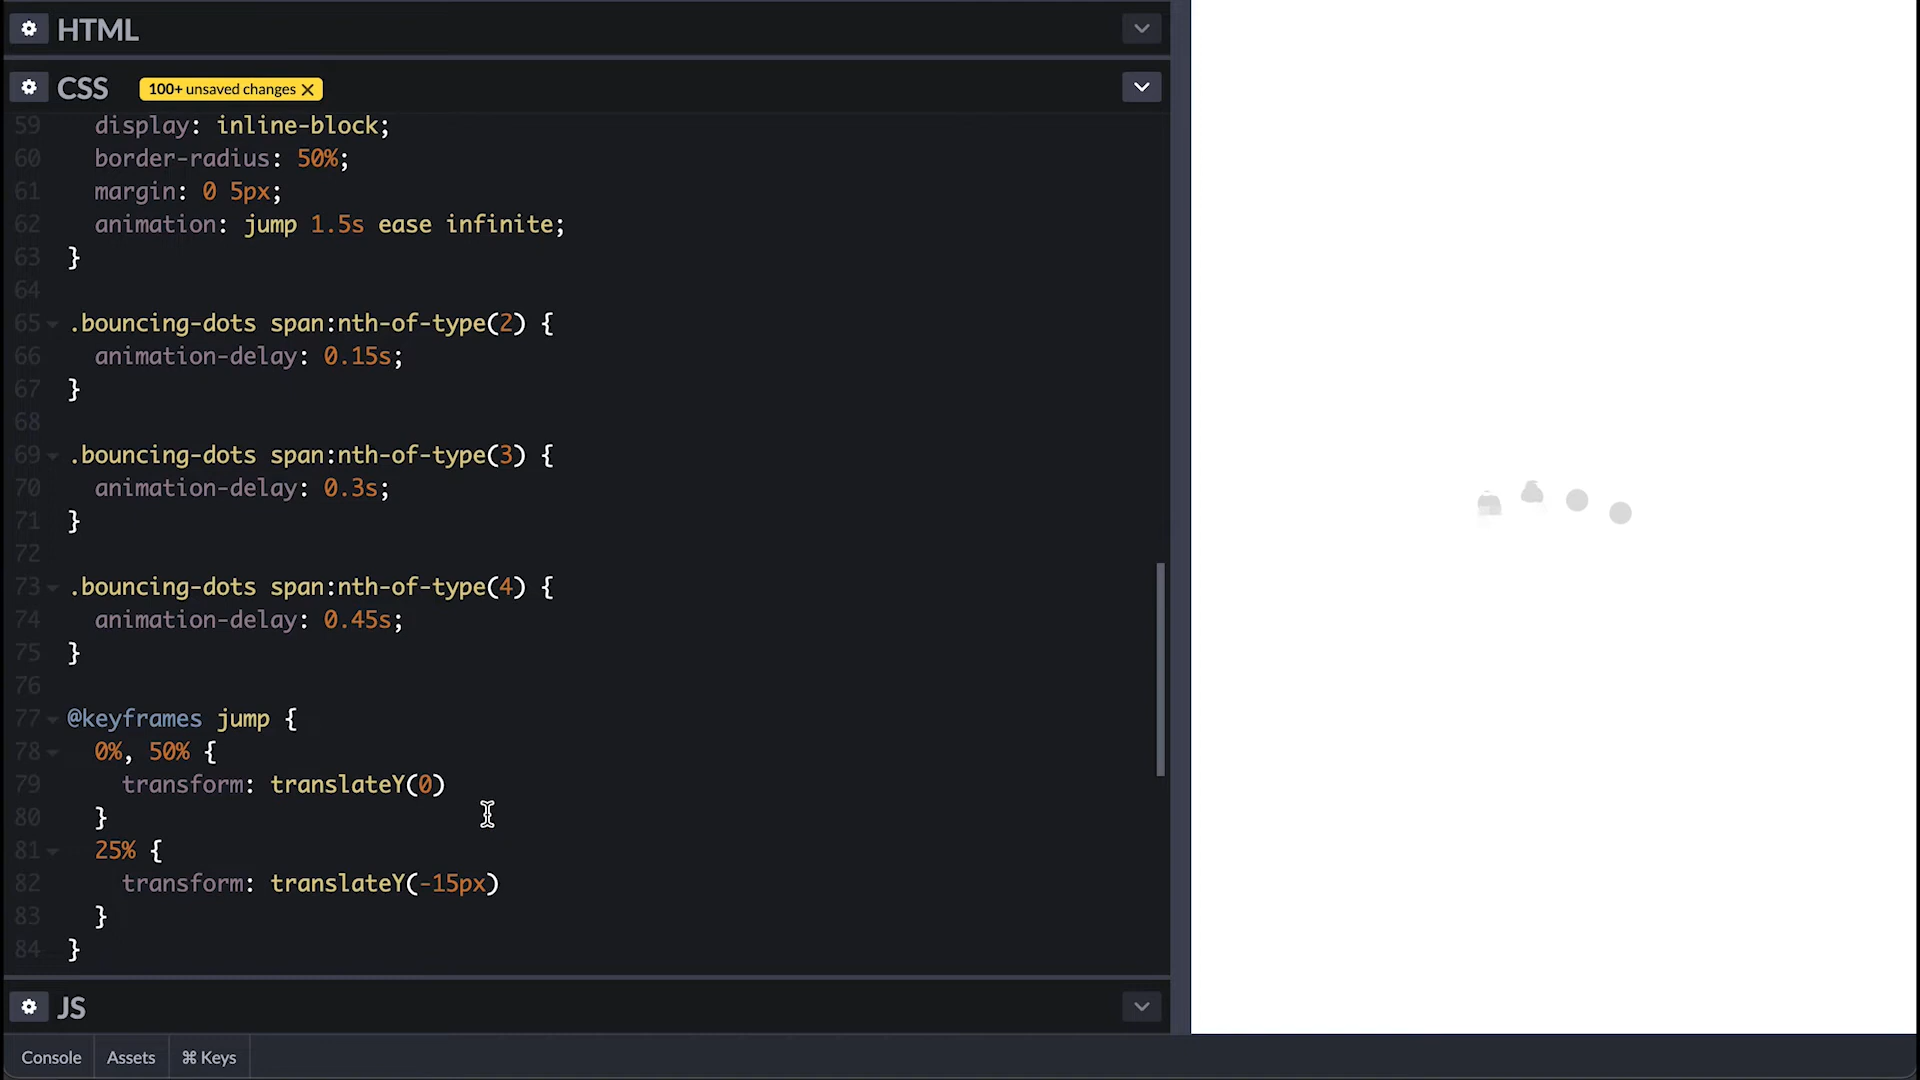 HTML
CSS 100+ unsaved changes
59 display: inline-block;
60 border-radius: 50%;
61 margin: 0 5px;
62 animation: jump 1.5s ease infinite;
63 }
64
65 .bouncing-dots span:nth-of-type(2) {
66 animation-delay: 0.15s;
67 }
68
69 .bouncing-dots span:nth-of-type(3) {
70 animation-delay: 0.3s;
71 }
72
73 .bouncing-dots span:nth-of-type(4) {
74 animation-delay: 0.45s;
75 }
76
77 @keyframes jump {
78 0%, 50% {
79 transform: translateY(0)
80 }
81 25% {
82 transform: translateY(-15px)
83 }
84 }
JS
Console Assets ⌘ Keys